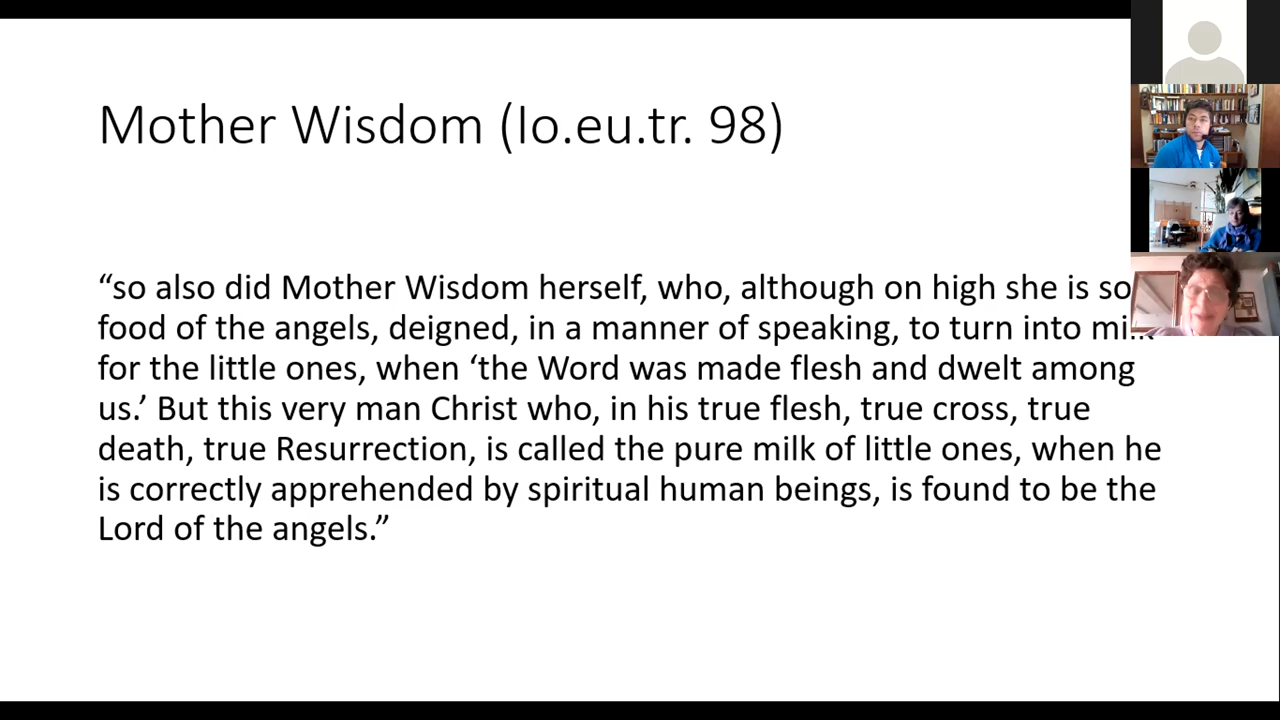 Mother Wisdom (Io.eu.tr. 98)
“so also did Mother Wisdom herself, who, although on high she is
food of the angels, deigned, in a manner of speaking, to turn into
for the little ones, when ‘the Word was made flesh and dwelt among
us.’ But this very man Christ who, in his true flesh, true cross, true
death, true Resurrection, is called the pure milk of little ones, when he
is correctly apprehended by spiritual human beings, is found to be the
Lord of the angels.”